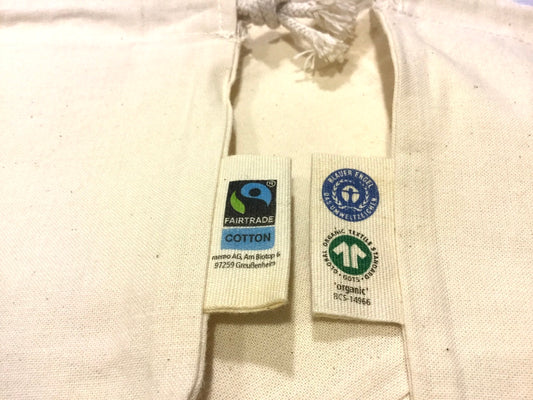 FAIRTRADE
COTTON
memo AG, Am Biotop 6
97259 Greußenheim
BLAUER ENGEL
DAS UMWELTZEICHEN
GLOBAL ORGANIC TEXTILE STANDARD
· GOTS ·
"organic"
BCS-14966